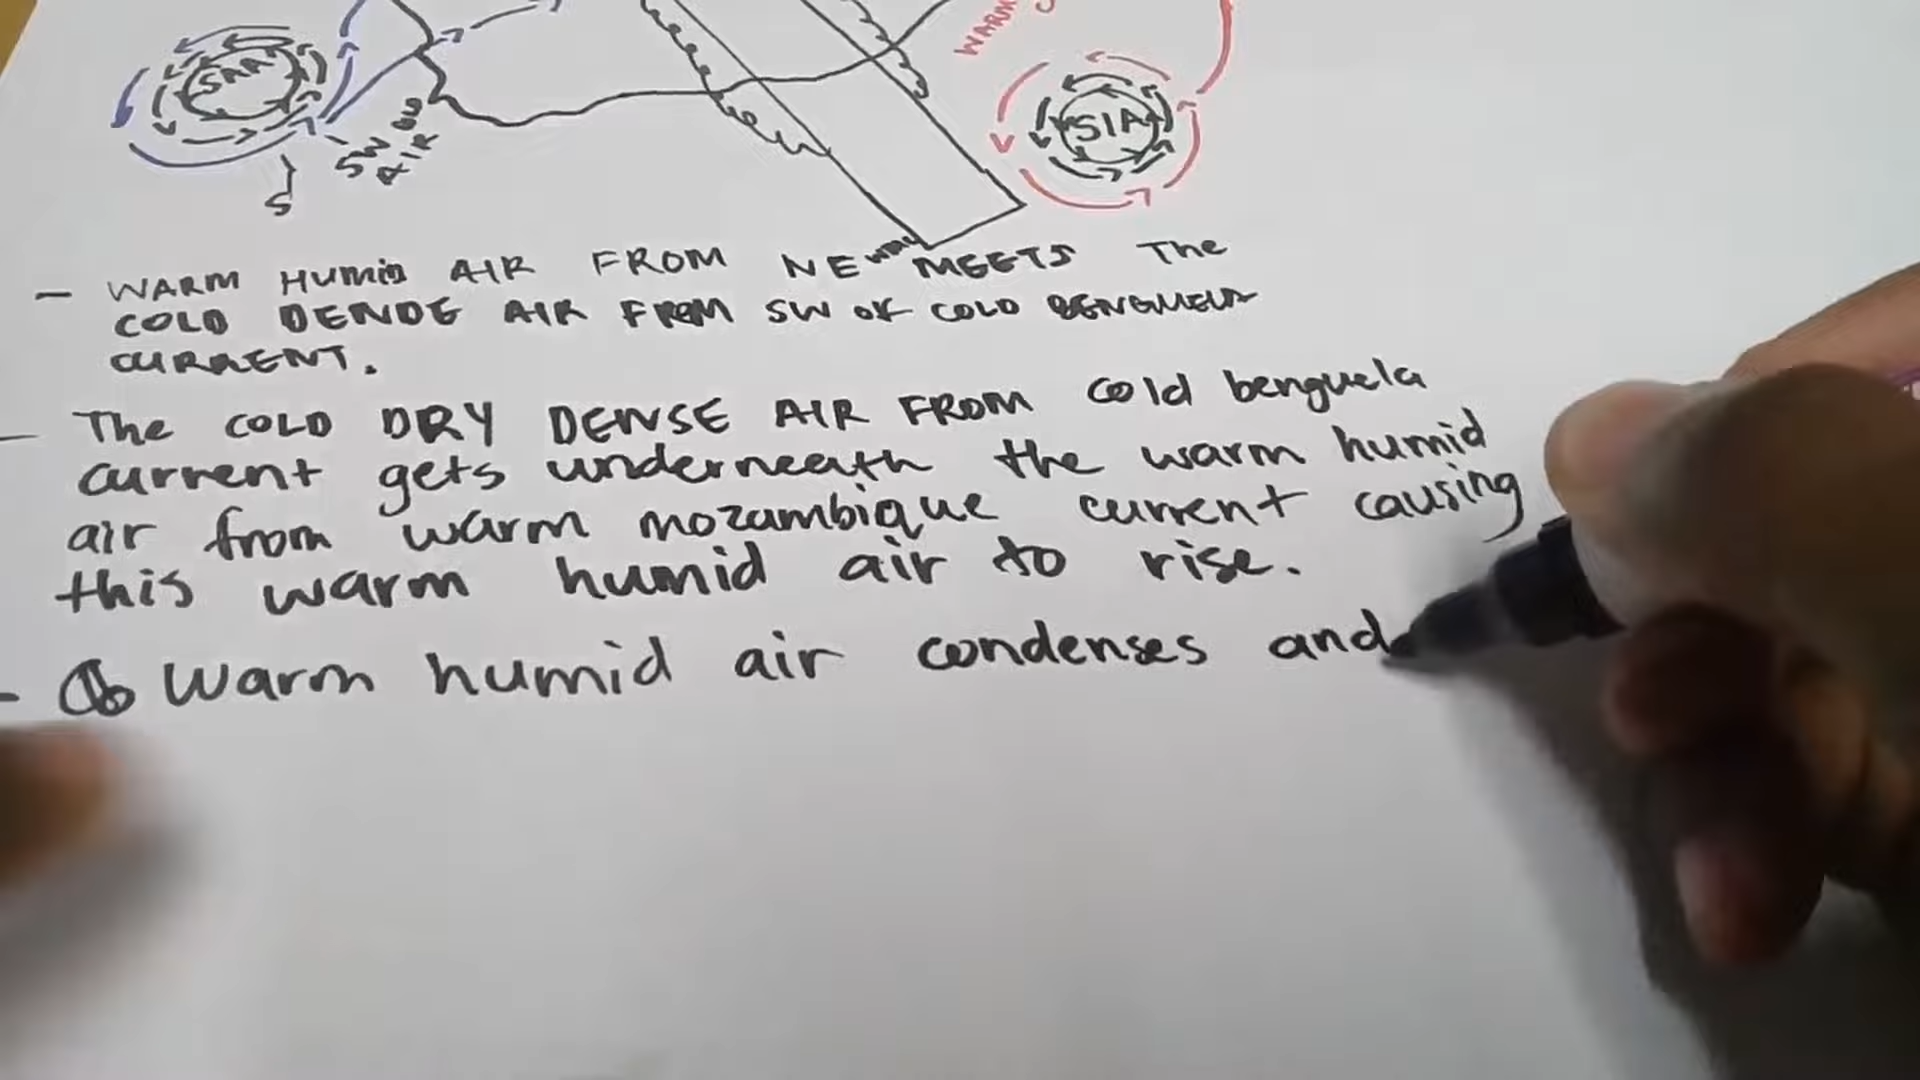 WARM
SAA
SIA
SW
AIR
S
- WARM HUMID AIR FROM NE MEETS The
COLD DENDE AIR FROM SW OF COLD BENGUELA
CURRENT.
- The COLD DRY DENSE AIR FROM cold benguela
current gets underneath the warm humid
air from warm mozambique current causing
this warm humid air to rise.
- Warm humid air condenses and